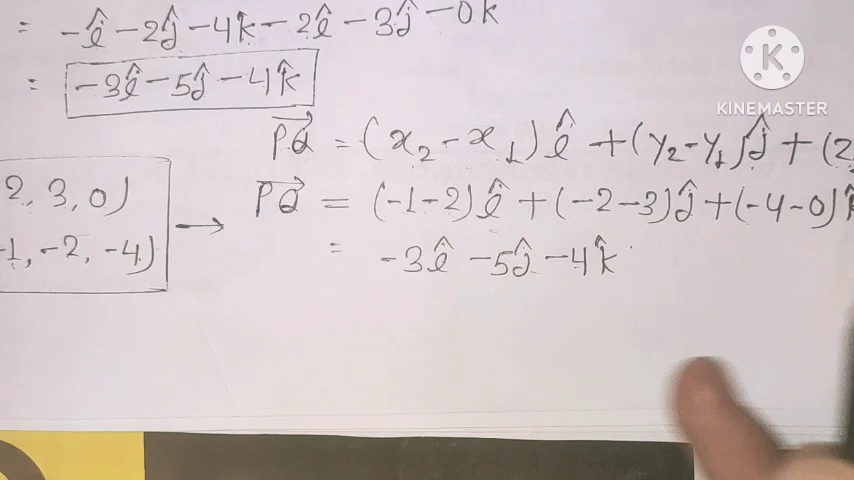 = -î -2ĵ -4k̂ - 2î - 3ĵ - 0k
= -3î -5ĵ -4k̂
K
KINEMASTER
PQ⃗ = (x₂ - x₁)î + (y₂ - y₁)ĵ + (z
2, 3, 0)
-1, -2, -4)
→ PQ⃗ = (-1-2)î + (-2-3)ĵ + (-4-0)k̂
= -3î -5ĵ -4k̂